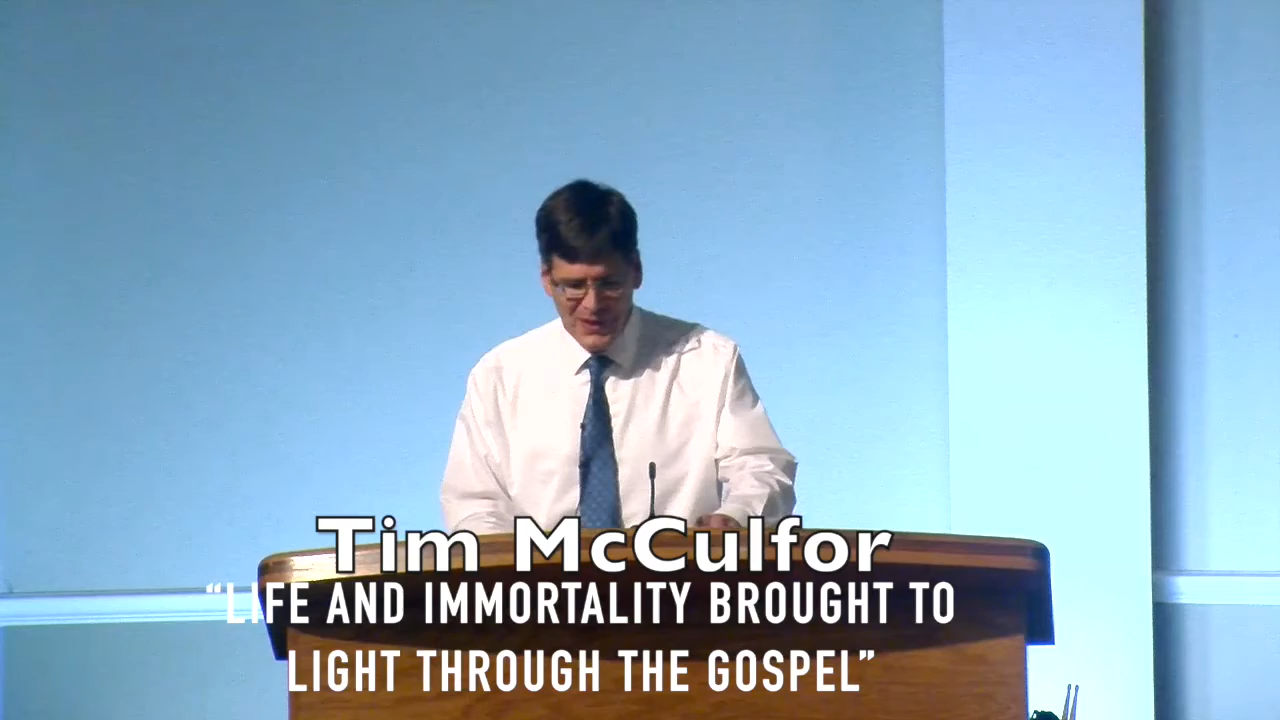 Tim McCulfor
“LIFE AND IMMORTALITY BROUGHT TO
LIGHT THROUGH THE GOSPEL”